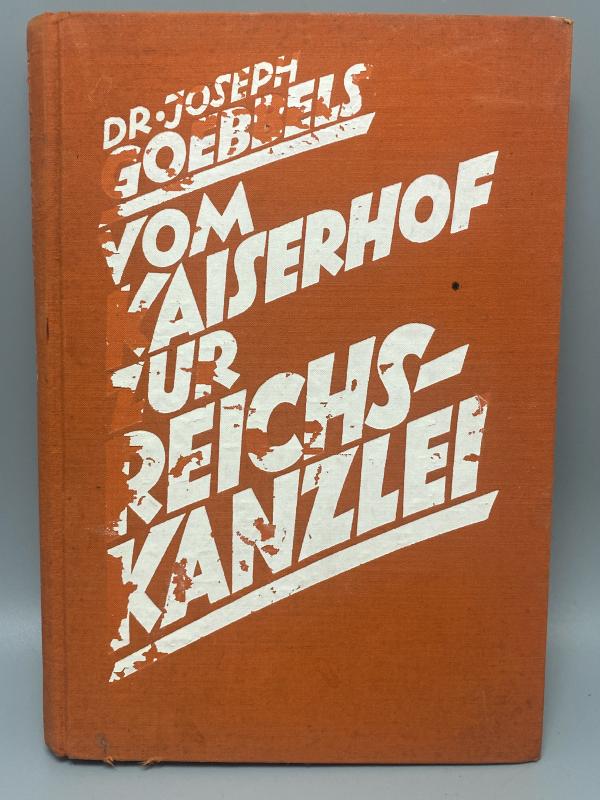 DR. JOSEPH
GOEBBELS
VOM
KAISERHOF
ZUR
REICHS-
KANZLEI